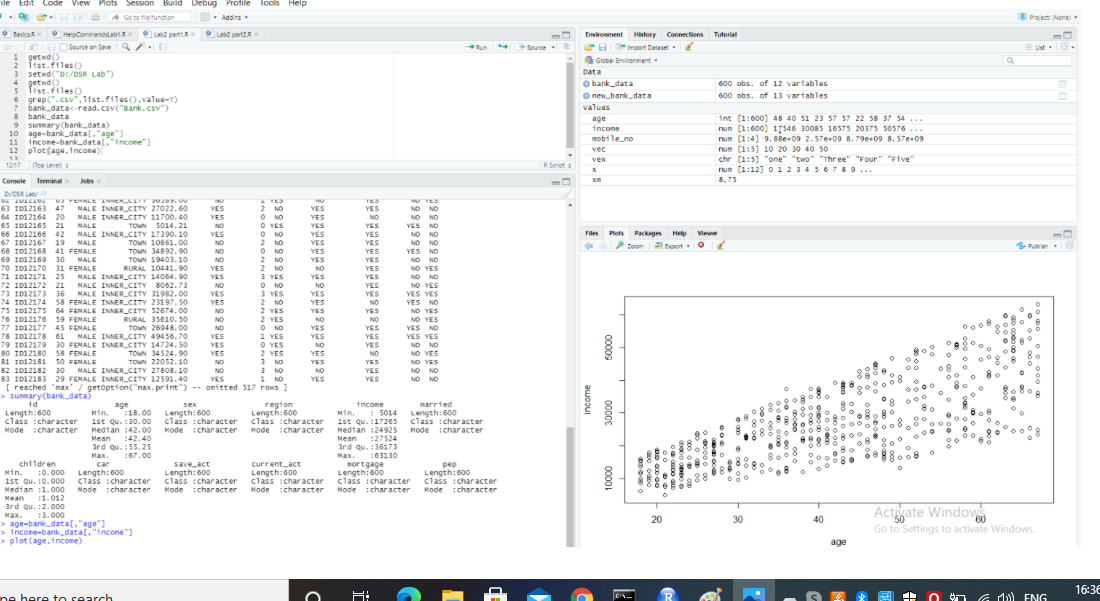 ile Edit Code View Plots Session Build Debug Profile Tools Help
Go to file/function Addins Project: (None)
Basics.R HelpCommandsLab1.R Lab2 part1.R Lab2 part2.R
Source on Save Run Source
1 getwd()
2 list.files()
3 setwd("D:/DSR Lab")
4 getwd()
5 list.files()
6 grep(".csv",list.files(),value=T)
7 bank_data<-read.csv("Bank.csv")
8 bank_data
9 summary(bank_data)
10 age=bank_data[,"age"]
11 income=bank_data[,"income"]
12 plot(age,income)
13
12:17 (Top Level) R Script
Console Terminal Jobs
D:/DSR Lab/
63 ID12163 47 FEMALE INNER_CITY 27022.60 YES 2 NO YES NO NO
64 ID12164 20 MALE TOWN 11700.40 NO 0 NO YES NO NO
65 ID12165 21 MALE TOWN 5014.21 NO 0 YES YES YES NO
66 ID12166 42 MALE INNER_CITY 17390.10 YES 0 NO YES NO NO
67 ID12167 19 MALE TOWN 10861.00 NO 2 NO YES NO NO
68 ID12168 41 FEMALE TOWN 34892.90 NO 0 NO YES YES NO
69 ID12169 30 MALE TOWN 19403.10 NO 2 NO YES NO NO
70 ID12170 31 FEMALE RURAL 10441.90 YES 2 NO NO YES NO
71 ID12171 25 MALE INNER_CITY 14064.90 YES 3 YES YES NO NO
72 ID12172 21 MALE INNER_CITY 8062.73 NO 0 NO NO NO YES
73 ID12173 36 MALE INNER_CITY 31982.00 YES 3 YES YES YES YES
74 ID12174 58 FEMALE INNER_CITY 23197.50 YES 2 NO NO YES NO
75 ID12175 64 FEMALE INNER_CITY 52674.00 NO 2 YES YES NO YES
76 ID12176 59 FEMALE RURAL 35610.50 NO 2 YES NO NO YES
77 ID12177 45 FEMALE TOWN 26948.00 NO 0 NO YES YES NO
78 ID12178 61 MALE INNER_CITY 49456.70 YES 1 YES YES YES NO
79 ID12179 30 FEMALE INNER_CITY 14724.50 YES 0 YES NO YES NO
80 ID12180 58 FEMALE TOWN 34524.90 YES 2 YES YES NO YES
81 ID12181 50 FEMALE TOWN 22052.10 NO 3 NO YES YES NO
82 ID12182 30 MALE INNER_CITY 27808.10 NO 3 NO NO NO NO
83 ID12183 29 FEMALE INNER_CITY 12591.40 YES 1 NO YES NO NO
[ reached 'max' / getOption("max.print") -- omitted 517 rows ]
> summary(bank_data)
id age sex region income married
Length:600 Min. :18.00 Length:600 Length:600 Min. : 5014 Length:600
Class :character 1st Qu.:30.00 Class :character Class :character 1st Qu.:17265 Class :character
Mode :character Median :42.00 Mode :character Mode :character Median :24925 Mode :character
Mean :42.40 Mean :27524
3rd Qu.:55.25 3rd Qu.:36173
Max. :67.00 Max. :63130
children car save_act current_act mortgage pep
Min. :0.000 Length:600 Length:600 Length:600 Length:600 Length:600
1st Qu.:0.000 Class :character Class :character Class :character Class :character Class :character
Median :1.000 Mode :character Mode :character Mode :character Mode :character Mode :character
Mean :1.012
3rd Qu.:2.000
Max. :3.000
> age=bank_data[,"age"]
> income=bank_data[,"income"]
> plot(age,income)
Environment History Connections Tutorial
Import Dataset List
Global Environment
Data
bank_data 600 obs. of 12 variables
new_bank_data 600 obs. of 13 variables
values
age int [1:600] 48 40 51 23 57 57 22 58 37 54 ...
income num [1:600] 17546 30085 16575 20375 50576 ...
mobile_no num [1:4] 9.88e+09 2.57e+09 8.79e+09 8.57e+09
vec num [1:5] 10 20 30 40 50
vex chr [1:5] "one" "two" "Three" "Four" "Five"
x num [1:12] 0 1 2 3 4 5 6 7 8 9 ...
xm 8.75
Files Plots Packages Help Viewer
Zoom Export Publish
income
50000
30000
10000
20 30 40 50 60
age
Activate Windows
Go to Settings to activate Windows.
pe here to search
ENG
16:36